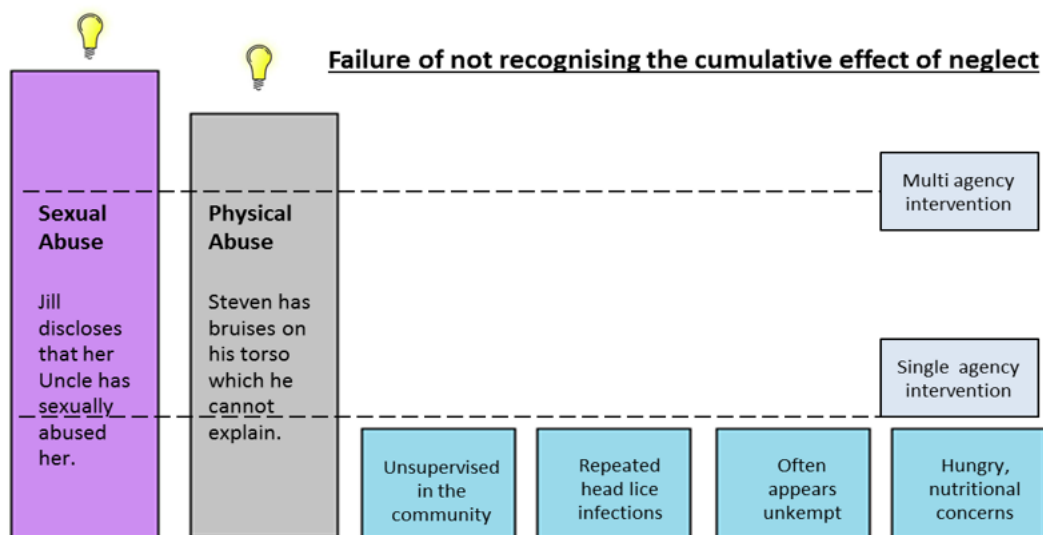 Failure of not recognising the cumulative effect of neglect
Sexual
Abuse
Jill
discloses
that her
Uncle has
sexually
abused
her.
Physical
Abuse
Steven has
bruises on
his torso
which he
cannot
explain.
Multi agency
intervention
Single agency
intervention
Unsupervised
in the
community
Repeated
head lice
infections
Often
appears
unkempt
Hungry,
nutritional
concerns